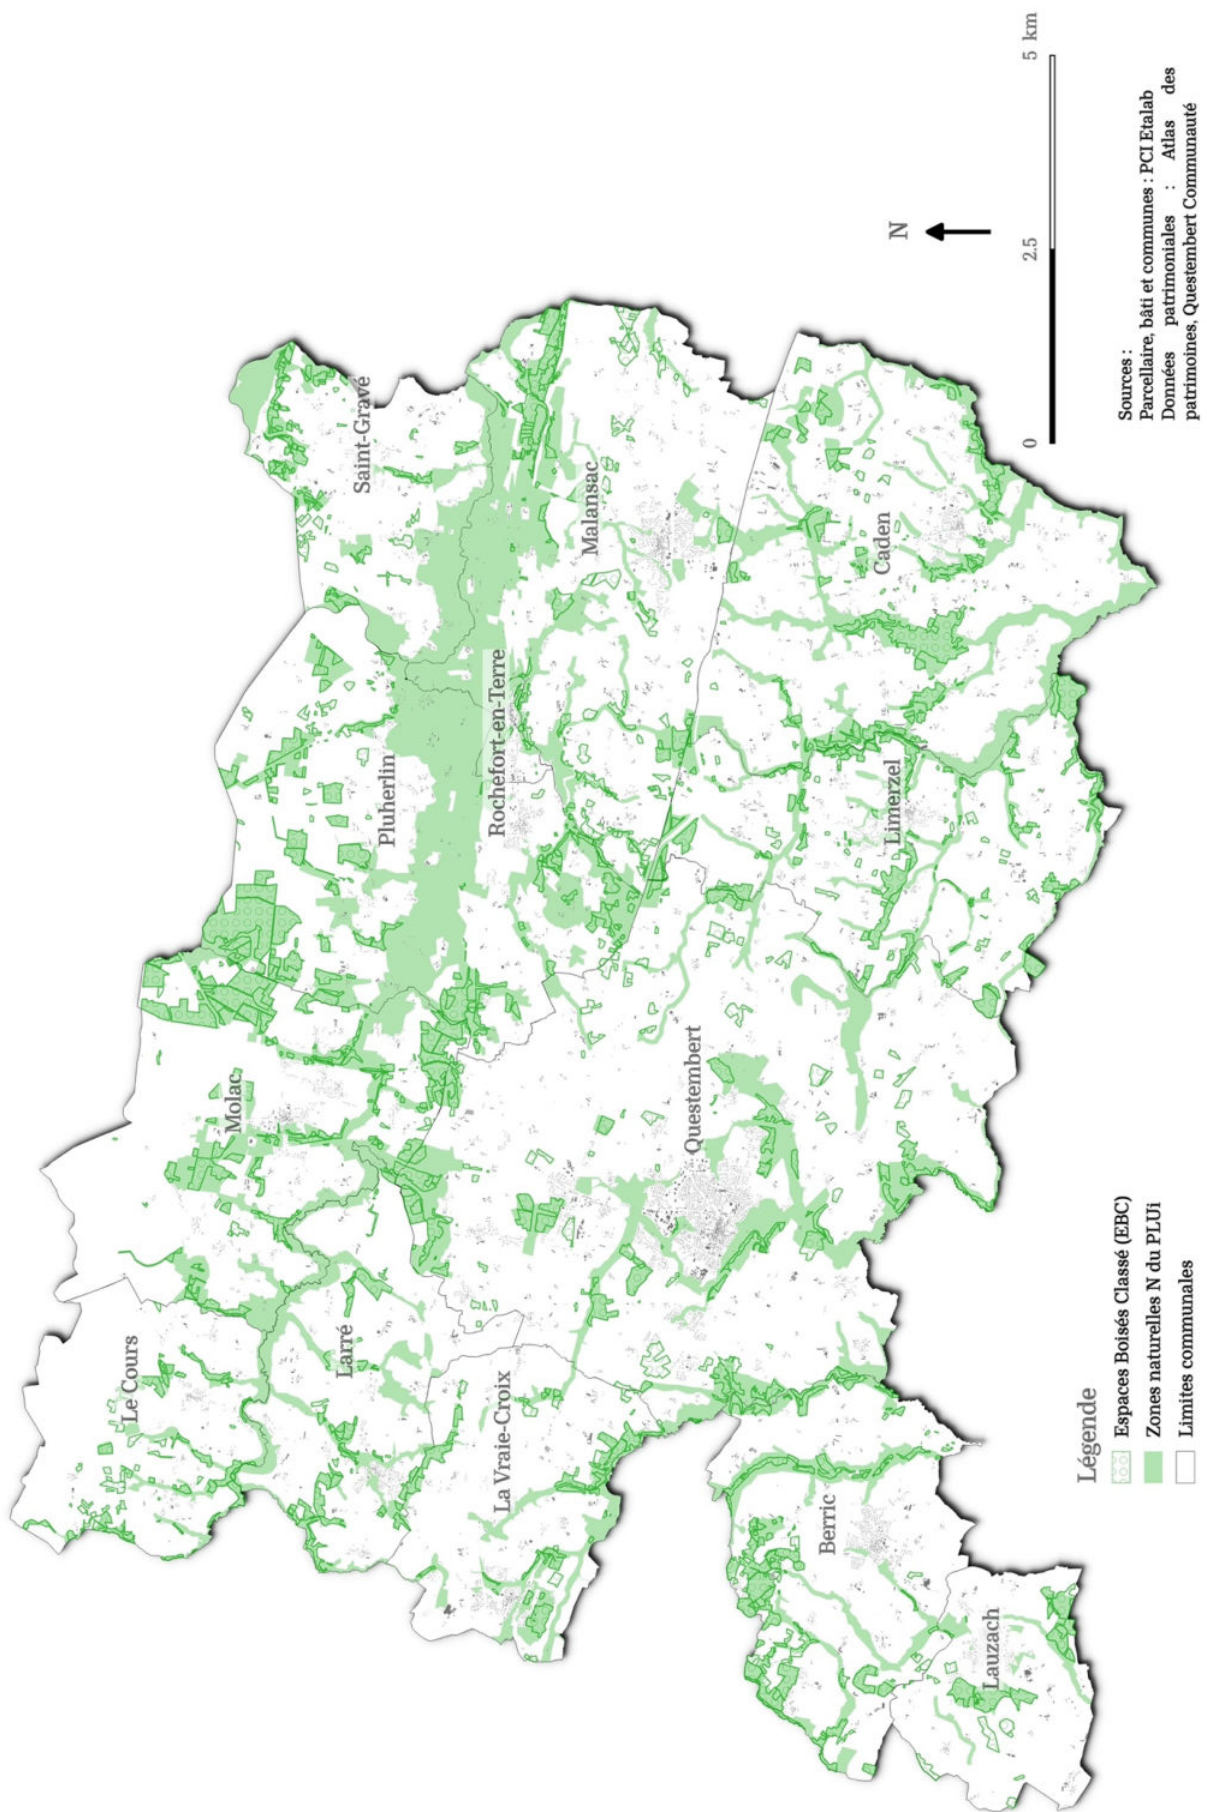 Le Cours
Molac
Saint-Gravé
Larré
Pluherlin
La Vraie-Croix
Rochefort-en-Terre
Malansac
Questembert
Berric
Limerzel
Caden
Lauzach
Légende
Espaces Boisés Classé (EBC)
Zones naturelles N du PLUi
Limites communales
N
0 2.5 5 km
Sources :
Parcellaire, bâti et communes : PCI Etalab
Données patrimoniales : Atlas des
patrimoines, Questembert Communauté